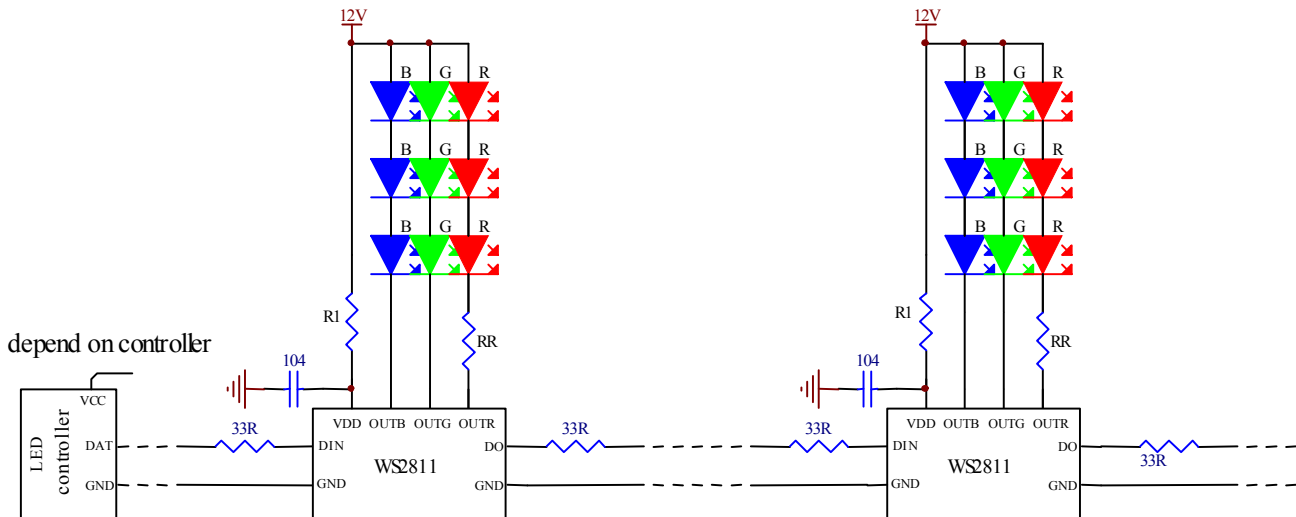 12V
12V
B G R
B G R
B G R
B G R
B G R
B G R
R1
RR
R1
RR
depend on controller
104
104
VCC
VDD OUTB OUTG OUTR
VDD OUTB OUTG OUTR
LED controller
DAT
33R
DIN
DO
33R
33R
DIN
DO
33R
WS2811
WS2811
GND
GND
GND
GND
GND